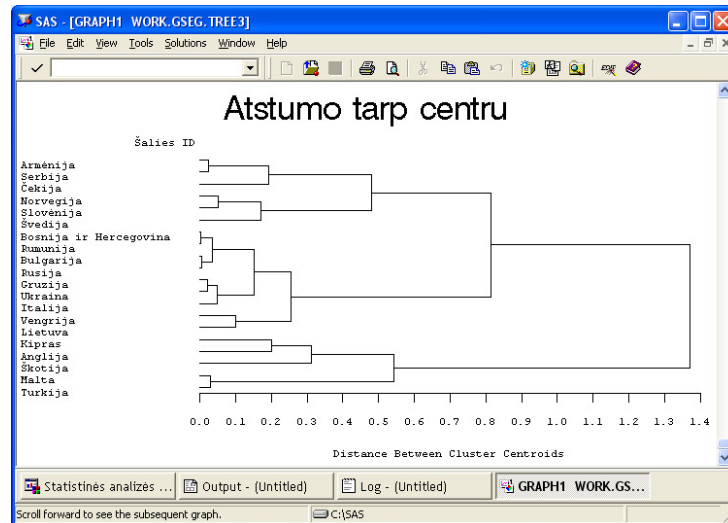 SAS - [GRAPH1 WORK.GSEG.TREE3]
File Edit View Tools Solutions Window Help
Atstumo tarp centru
Šalies ID
Armėnija
Serbija
Čekija
Norvegija
Slovėnija
Švedija
Bosnija ir Hercegovina
Rumunija
Bulgarija
Rusija
Gruzija
Ukraina
Italija
Vengrija
Lietuva
Kipras
Anglija
Škotija
Malta
Turkija
0.0 0.1 0.2 0.3 0.4 0.5 0.6 0.7 0.8 0.9 1.0 1.1 1.2 1.3 1.4
Distance Between Cluster Centroids
Statistinės analizės ... Output - (Untitled) Log - (Untitled) GRAPH1 WORK.GS...
Scroll forward to see the subsequent graph. C:\SAS